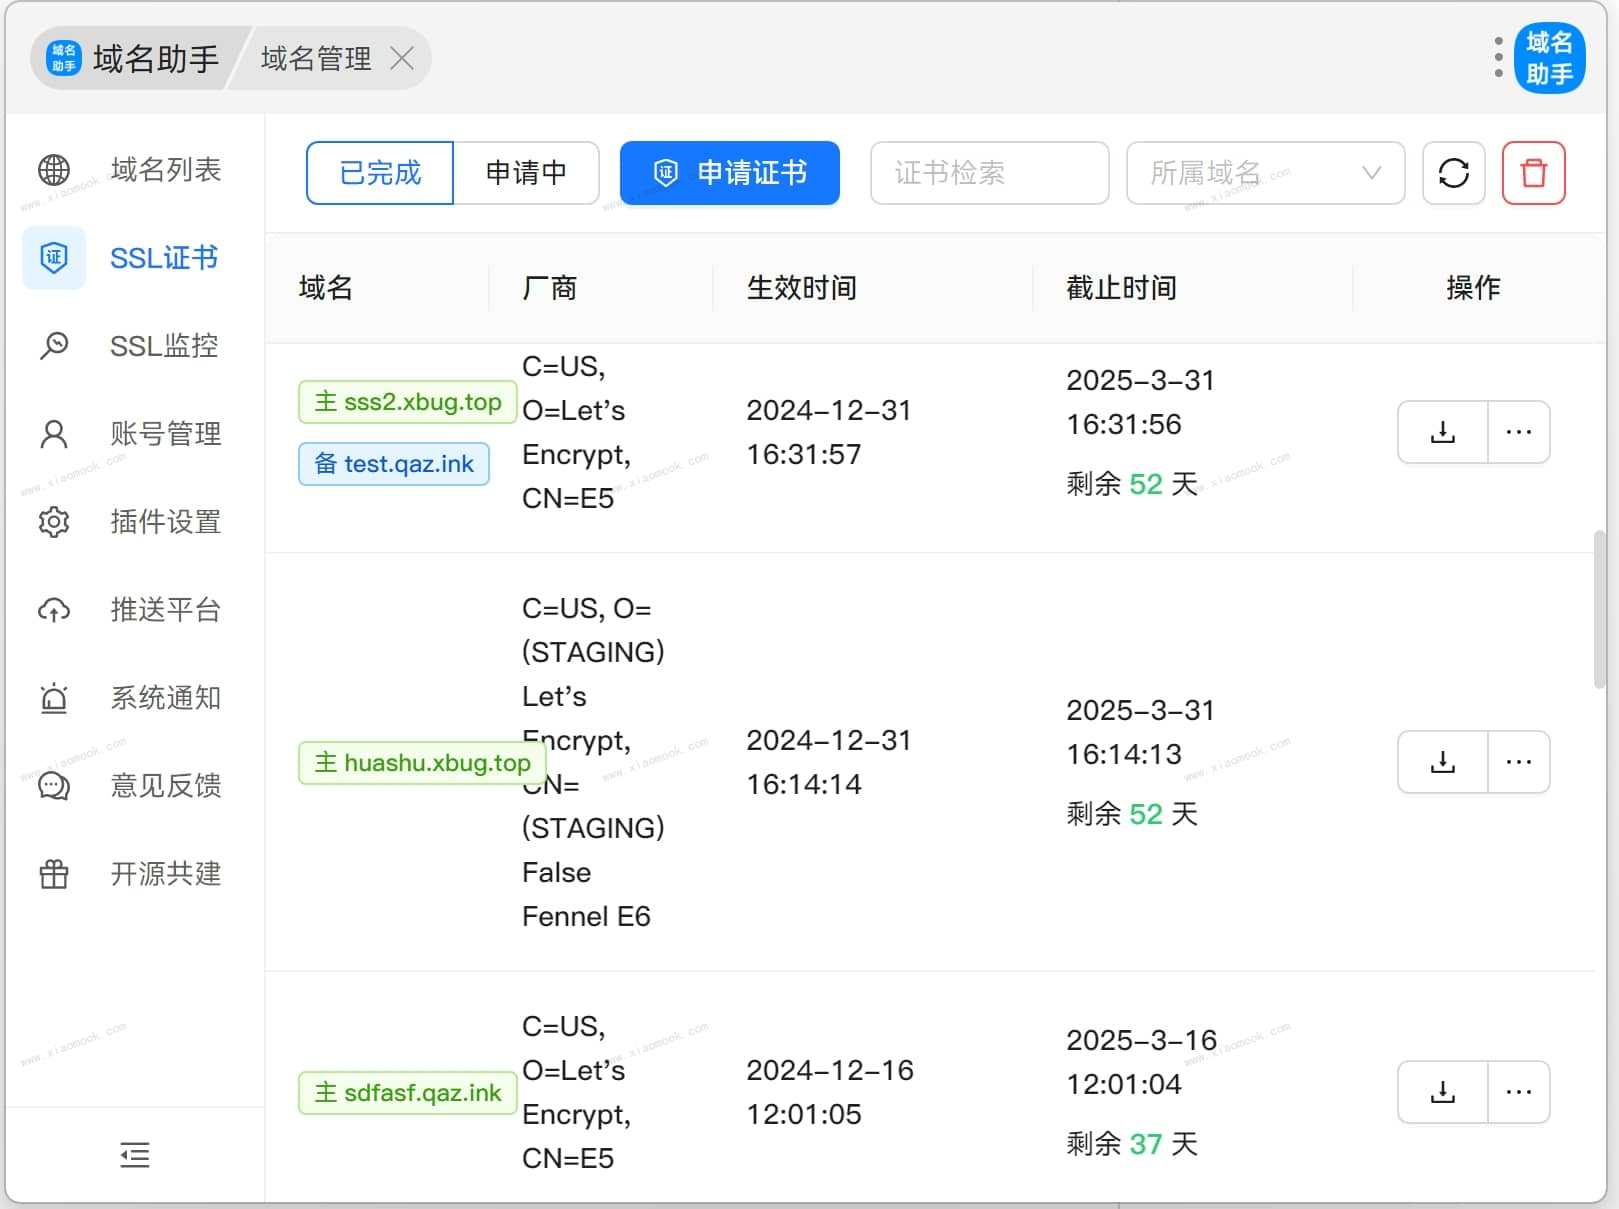 域名助手
域名助手
域名管理
域名助手
域名列表
SSL证书
SSL监控
账号管理
插件设置
推送平台
系统通知
意见反馈
开源共建
已完成
申请中
证 申请证书
证书检索
所属域名
域名
厂商
生效时间
截止时间
操作
主 sss2.xbug.top
备 test.qaz.ink
C=US,
O=Let's
Encrypt,
CN=E5
2024-12-31
16:31:57
2025-3-31
16:31:56
剩余 52 天
主 huashu.xbug.top
C=US, O=
(STAGING)
Let's
Encrypt,
CN=
(STAGING)
False
Fennel E6
2024-12-31
16:14:14
2025-3-31
16:14:13
剩余 52 天
主 sdfasf.qaz.ink
C=US,
O=Let's
Encrypt,
CN=E5
2024-12-16
12:01:05
2025-3-16
12:01:04
剩余 37 天
www.xiaomook.com